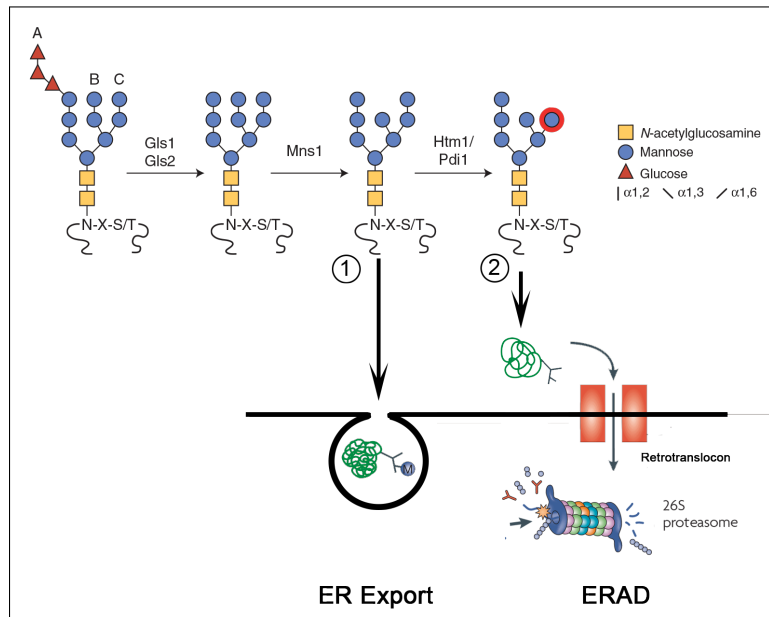 A
B C
Gls1
Gls2
Mns1
Htm1/
Pdi1
N-acetylglucosamine
Mannose
Glucose
α1,2 α1,3 α1,6
N-X-S/T N-X-S/T N-X-S/T N-X-S/T
1 2
Retrotranslocon
M
26S
proteasome
ER Export ERAD